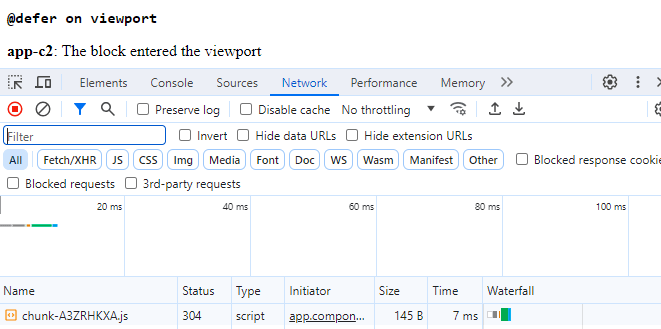 @defer on viewport
app-c2: The block entered the viewport
Elements Console Sources Network Performance Memory
Preserve log Disable cache No throttling
Filter Invert Hide data URLs Hide extension URLs
All Fetch/XHR JS CSS Img Media Font Doc WS Wasm Manifest Other Blocked response cookie
Blocked requests 3rd-party requests
20 ms 40 ms 60 ms 80 ms 100 ms
Name Status Type Initiator Size Time Waterfall
chunk-A3ZRHKXA.js 304 script app.compon... 145 B 7 ms